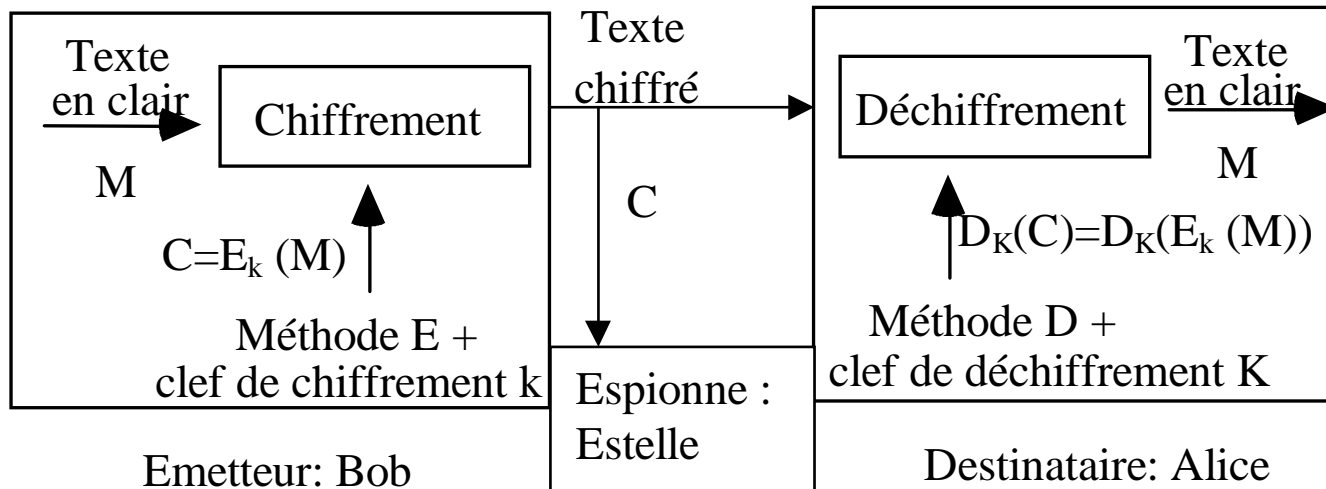 Texte
en clair
Chiffrement
M
C=Ek (M)
Méthode E +
clef de chiffrement k
Emetteur: Bob
Texte
chiffré
C
Espionne :
Estelle
Déchiffrement
Texte
en clair
M
DK(C)=DK(Ek (M))
Méthode D +
clef de déchiffrement K
Destinataire: Alice